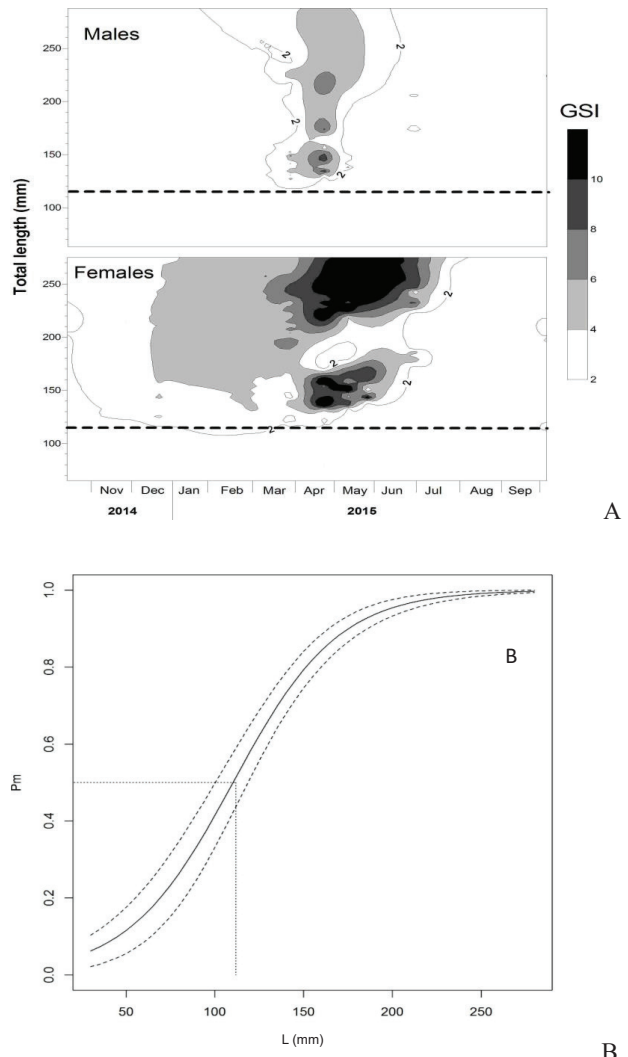 Males
250
200
150
100
2
2
2
2
Total length (mm)
GSI
10
8
6
4
2
Females
250
200
150
100
2
2
2
2
Nov Dec Jan Feb Mar Apr May Jun Jul Aug Sep
2014 2015
A
1.0
0.8
0.6
0.4
0.2
0.0
Pm
B
50 100 150 200 250
L (mm)
B